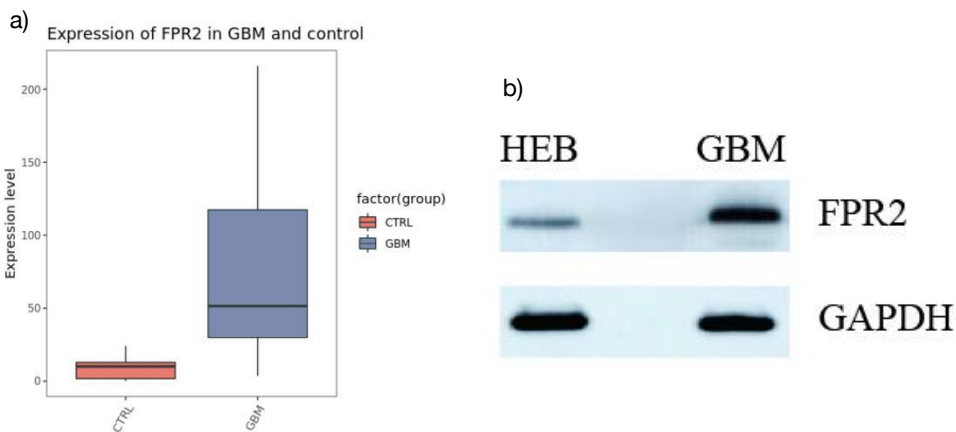 a)
Expression of FPR2 in GBM and control
Expression level
200
150
100
50
0
CTRL
GBM
factor(group)
CTRL
GBM
b)
HEB GBM
FPR2
GAPDH